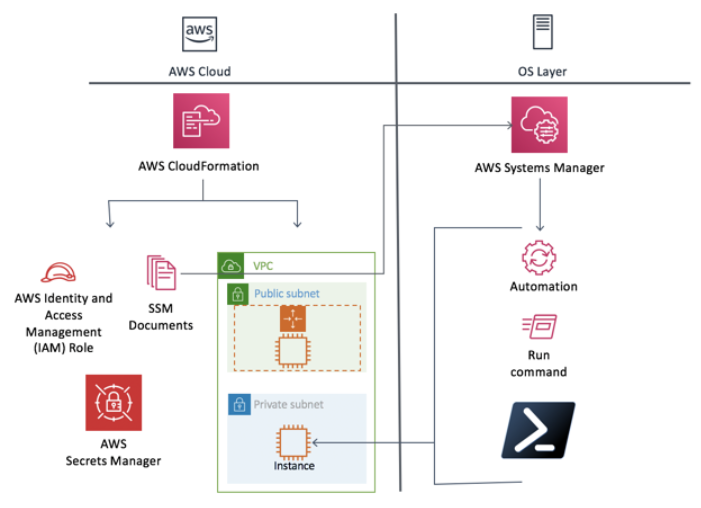 aws
AWS Cloud
OS Layer
AWS CloudFormation
AWS Systems Manager
VPC
Public subnet
AWS Identity and
Access
Management
(IAM) Role
SSM
Documents
Automation
Run
command
Private subnet
Instance
AWS
Secrets Manager